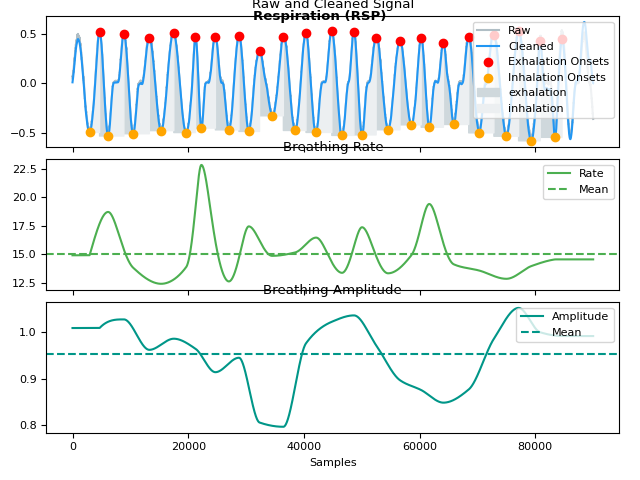 Raw and Cleaned Signal
Respiration (RSP)
0.5
0.0
−0.5
Raw
Cleaned
Exhalation Onsets
Inhalation Onsets
exhalation
inhalation
Breathing Rate
22.5
20.0
17.5
15.0
12.5
Rate
Mean
Breathing Amplitude
1.0
0.9
0.8
Amplitude
Mean
0 20000 40000 60000 80000
Samples